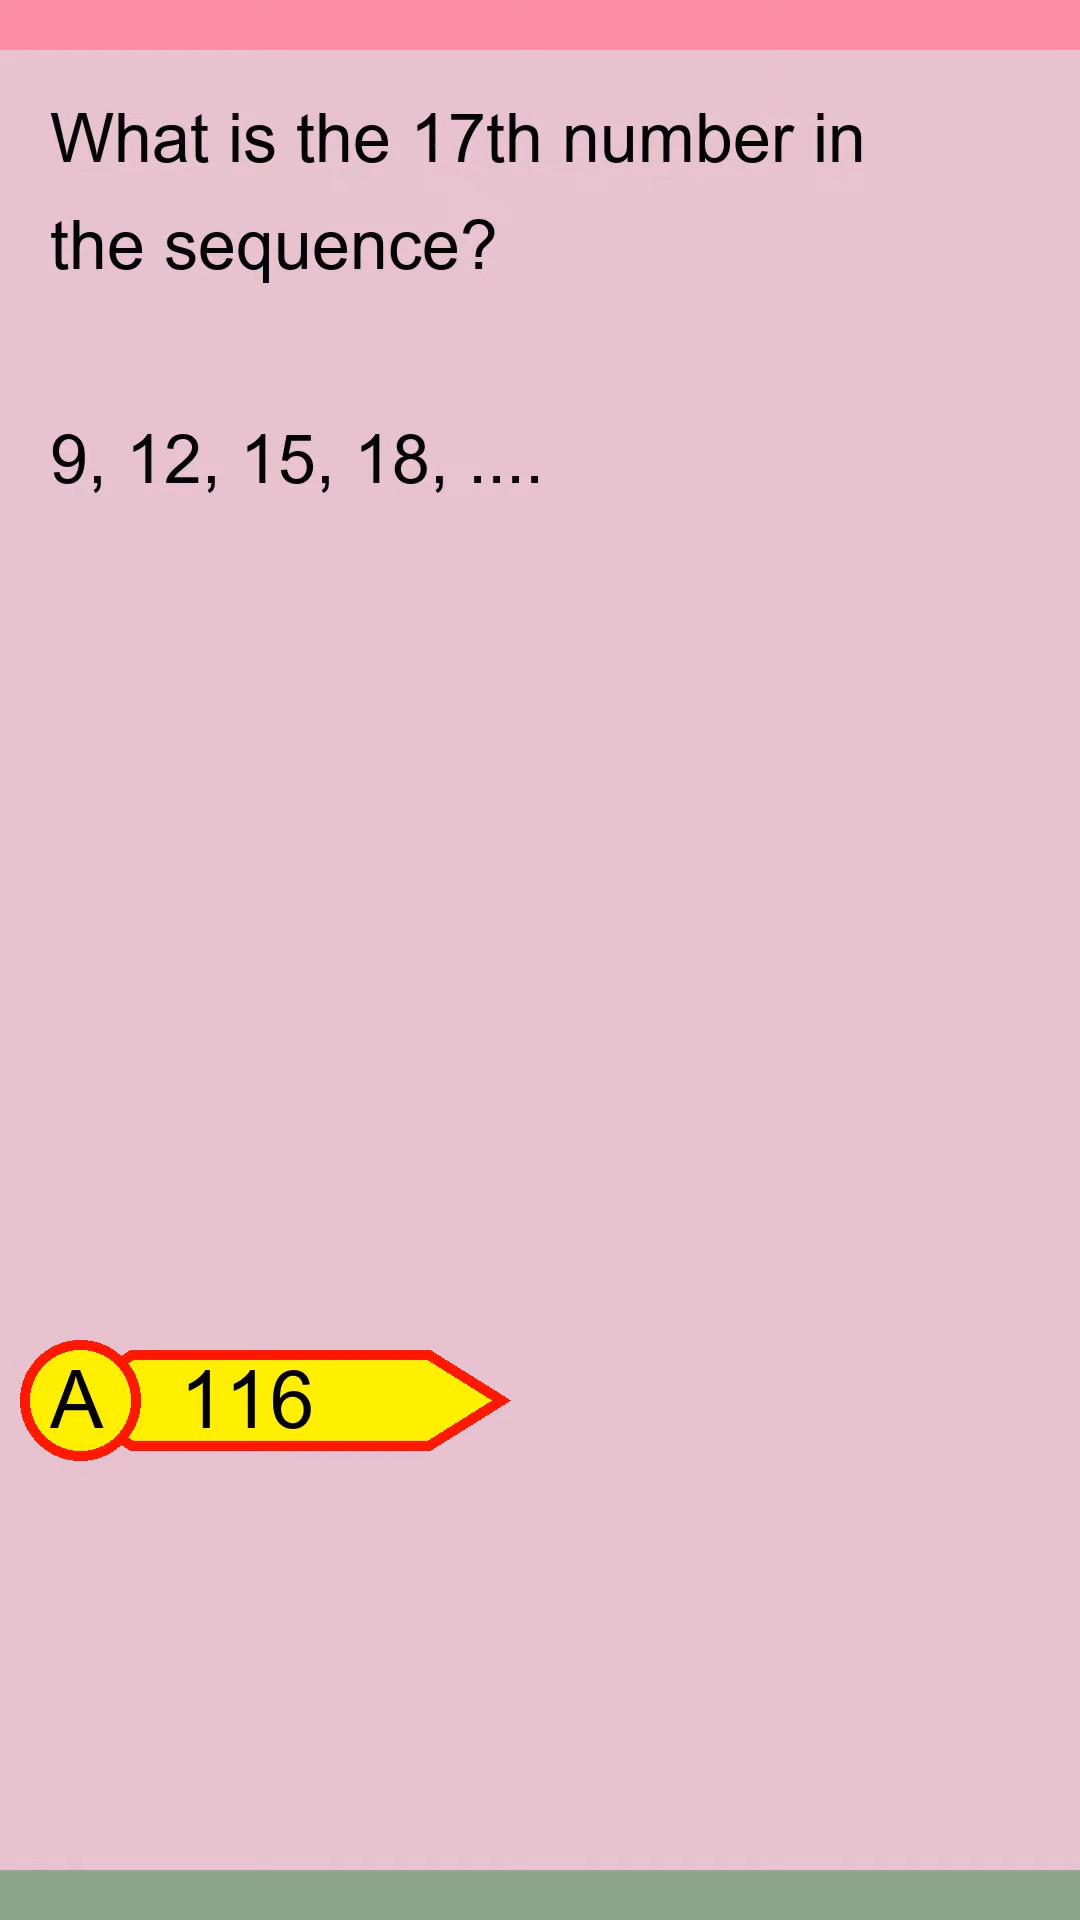 What is the 17th number in
the sequence?
9, 12, 15, 18, ....
A 116